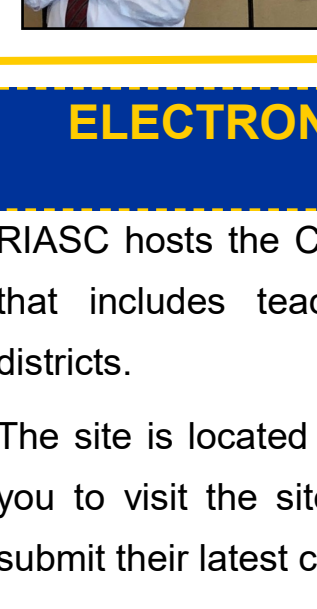 ELECTRON
RIASC hosts the C
that includes teac
districts.
The site is located
you to visit the site
submit their latest c